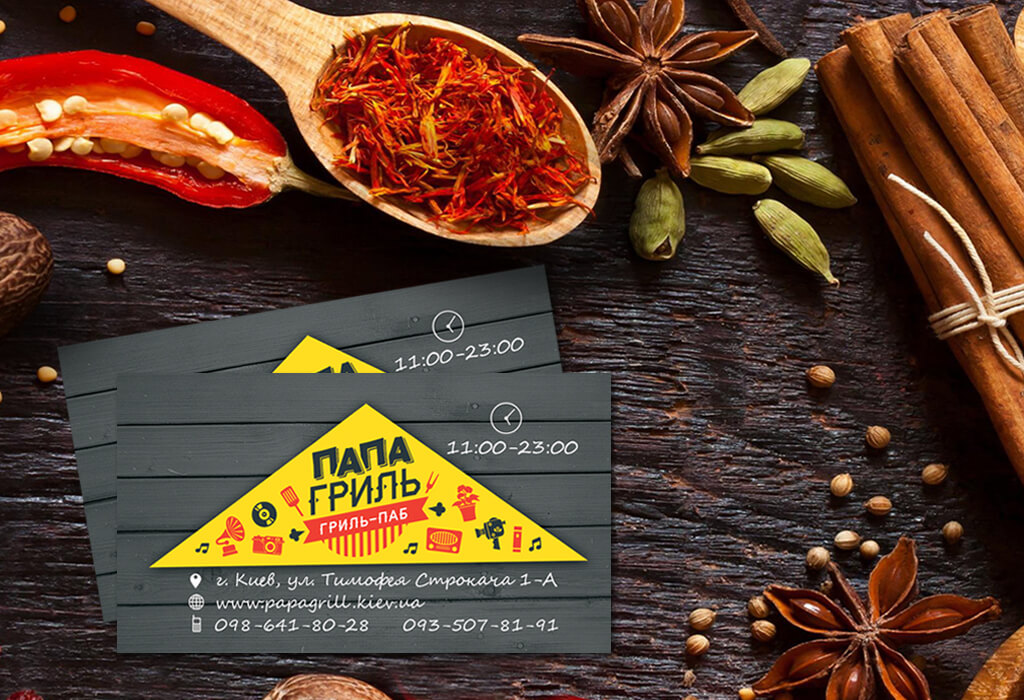 ПА
11:00-23:00
11:00-23:00
ПАПА
ГРИЛЬ
ГРИЛЬ-ПАБ
г. Киев, ул. Тимофея Строкача 1-А
www.papagrill.kiev.ua
098-641-80-28 093-507-81-91